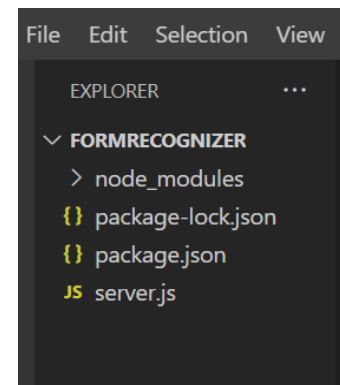 File Edit Selection View
EXPLORER ...
FORMRECOGNIZER
node_modules
{} package-lock.json
{} package.json
JS server.js